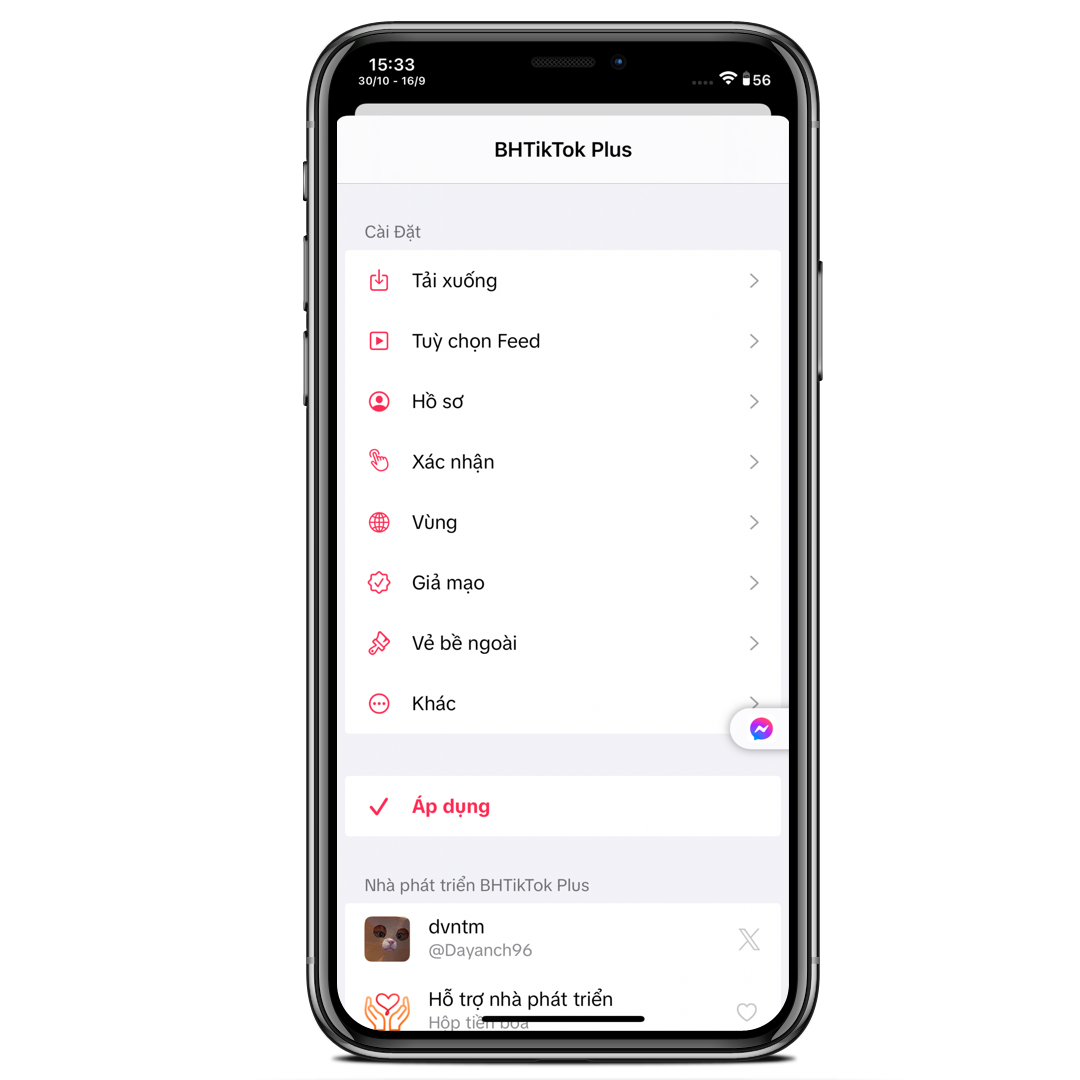 15:33
30/10 - 16/9
56
BHTikTok Plus
Cài Đặt
Tải xuống
Tuỳ chọn Feed
Hồ sơ
Xác nhận
Vùng
Giả mạo
Vẻ bề ngoài
Khác
Áp dụng
Nhà phát triển BHTikTok Plus
dvntm
@Dayanch96
Hỗ trợ nhà phát triển
Hộp tiền boa